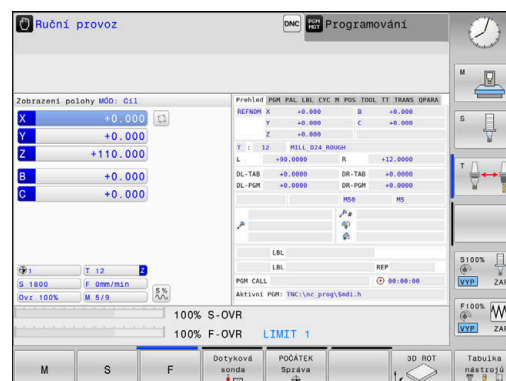 Ruční provoz
DNC
PGM MGT
Programování
Zobrazení polohy MÓD: Cíl
X +0.000
Y +0.000
Z +110.000
B +0.000
C +0.000
1 T 12 Z
S 1800 F 0mm/min
Ovr 100% M 5/9
S %
Přehled PGM PAL LBL CYC M POS TOOL TT TRANS QPARA
REFNOM X +0.000 B +0.000
Y +0.000 C +0.000
Z +0.000
T : 12 MILL_D24_ROUGH
L +90.0000 R +12.0000
DL-TAB +0.0000 DR-TAB +0.0000
DL-PGM +0.0000 DR-PGM +0.0000
M50 M5
P#
LBL
LBL REP
PGM CALL 00:00:00
Aktivní PGM: TNC:\nc_prog\$mdi.h
100% S-OVR
100% F-OVR LIMIT 1
M
S
T
S100%
VYP ZAP
F100%
VYP ZAP
M
S
F
Dotyková sonda
POČÁTEK Správa
3D ROT
Tabulka nástrojů